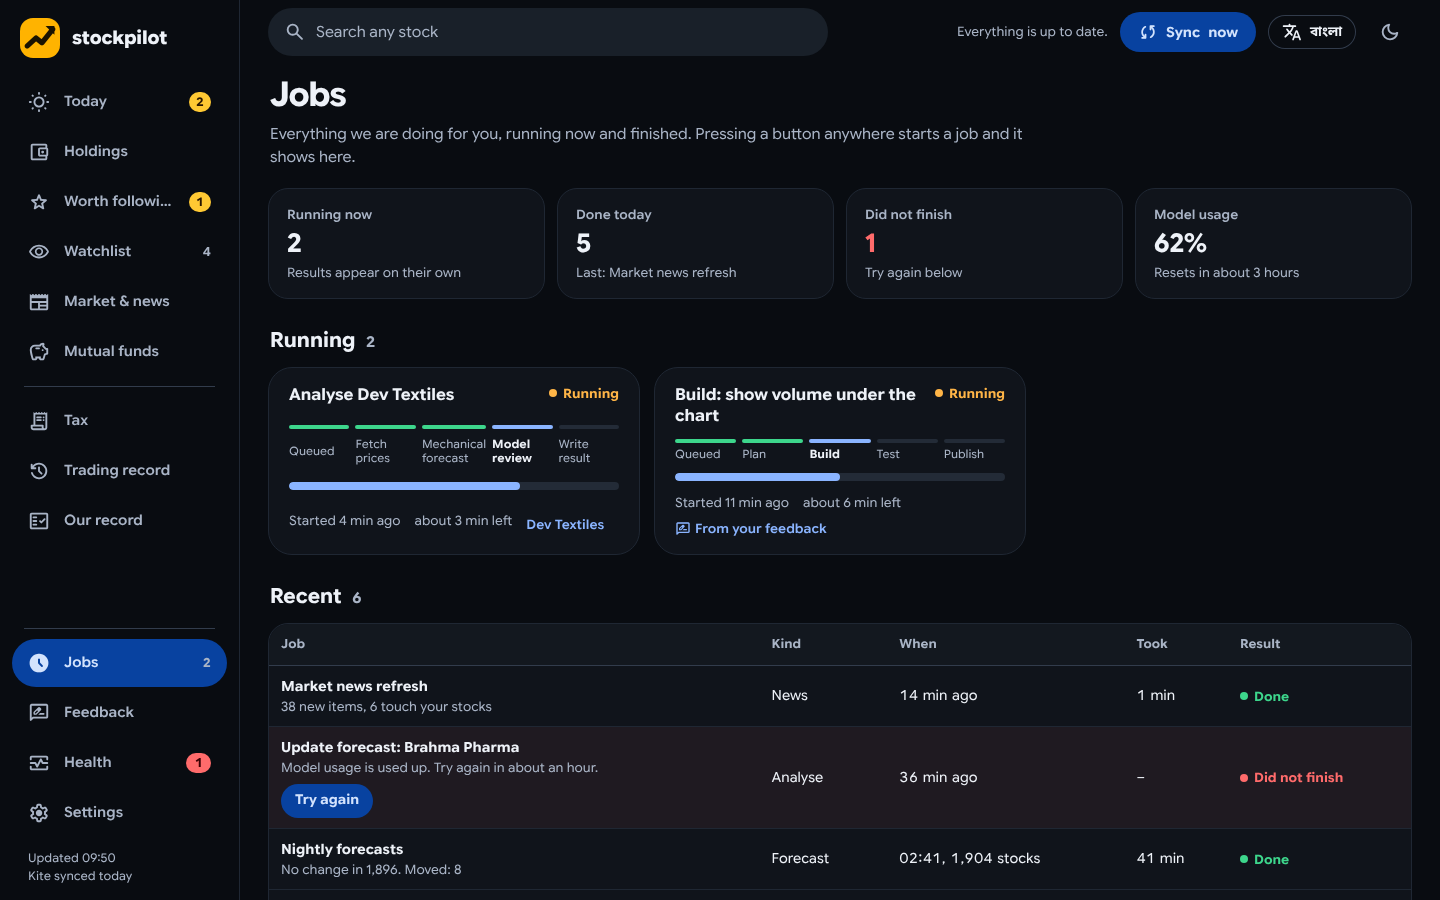 stockpilot
Search any stock
Everything is up to date.
Sync now
বাংলা
Today 2
Holdings
Worth followi... 1
Watchlist 4
Market & news
Mutual funds
Tax
Trading record
Our record
Jobs 2
Feedback
Health 1
Settings
Updated 09:50
Kite synced today
Jobs
Everything we are doing for you, running now and finished. Pressing a button anywhere starts a job and it
shows here.
Running now
2
Results appear on their own
Done today
5
Last: Market news refresh
Did not finish
1
Try again below
Model usage
62%
Resets in about 3 hours
Running 2
Analyse Dev Textiles
Running
Queued
Fetch
prices
Mechanical
forecast
Model
review
Write
result
Started 4 min ago about 3 min left Dev Textiles
Build: show volume under the
chart
Running
Queued Plan Build Test Publish
Started 11 min ago about 6 min left
From your feedback
Recent 6
Job Kind When Took Result
Market news refresh
38 new items, 6 touch your stocks
News 14 min ago 1 min Done
Update forecast: Brahma Pharma
Model usage is used up. Try again in about an hour.
Try again
Analyse 36 min ago – Did not finish
Nightly forecasts
No change in 1,896. Moved: 8
Forecast 02:41, 1,904 stocks 41 min Done